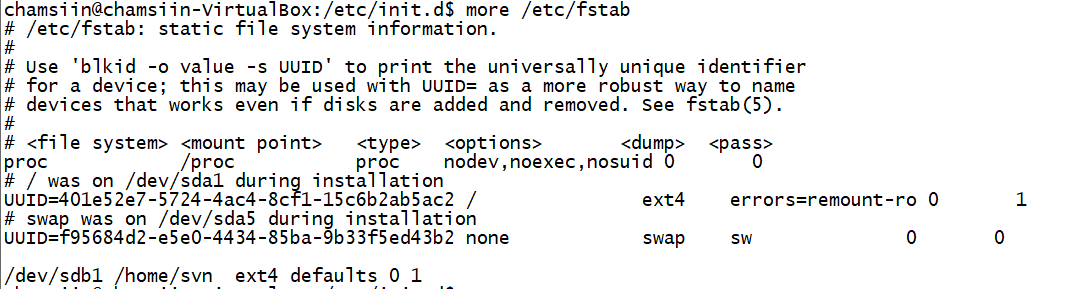 chamsiin@chamsiin-VirtualBox:/etc/init.d$ more /etc/fstab
# /etc/fstab: static file system information.
#
# Use 'blkid -o value -s UUID' to print the universally unique identifier
# for a device; this may be used with UUID= as a more robust way to name
# devices that works even if disks are added and removed. See fstab(5).
#
# <file system> <mount point>   <type>  <options>       <dump>  <pass>
proc            /proc           proc    nodev,noexec,nosuid 0       0
# / was on /dev/sda1 during installation
UUID=401e52e7-5724-4ac4-8cf1-15c6b2ab5ac2 /               ext4    errors=remount-ro 0       1
# swap was on /dev/sda5 during installation
UUID=f95684d2-e5e0-4434-85ba-9b33f5ed43b2 none            swap    sw              0       0
/dev/sdb1 /home/svn  ext4 defaults 0 1